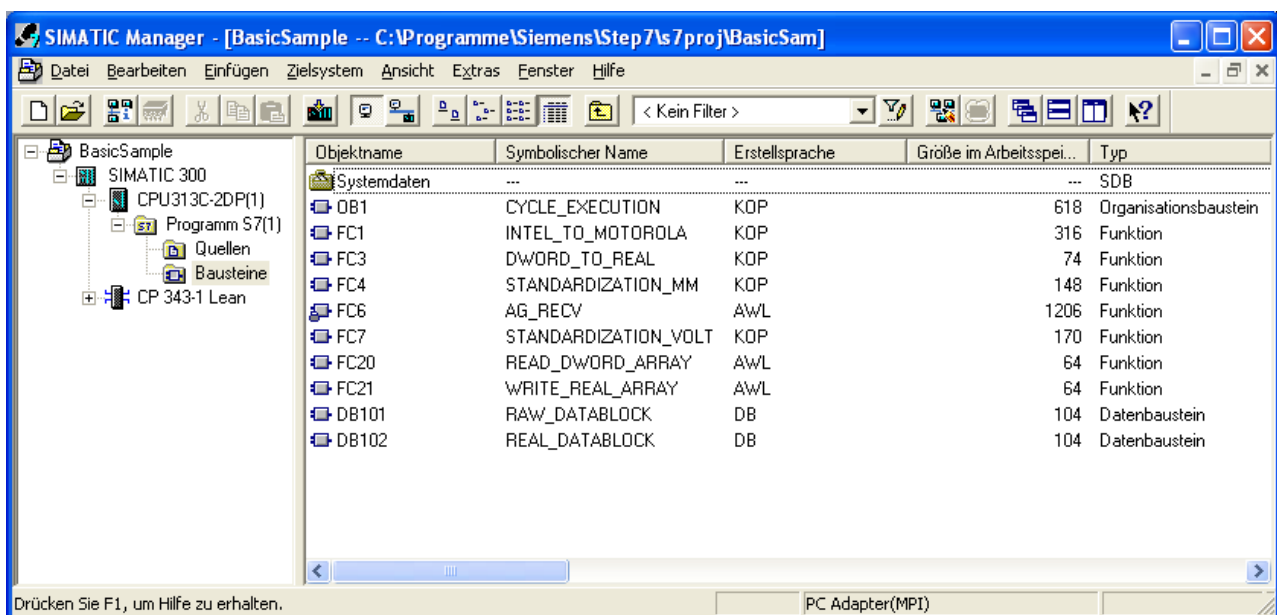 SIMATIC Manager - [BasicSample -- C:\Programme\Siemens\Step7\s7proj\BasicSam]
Datei Bearbeiten Einfügen Zielsystem Ansicht Extras Fenster Hilfe
< Kein Filter >
BasicSample
SIMATIC 300
CPU313C-2DP(1)
S7 Programm S7(1)
Quellen
Bausteine
CP 343-1 Lean
Objektname Symbolischer Name Erstellsprache Größe im Arbeitsspei... Typ
Systemdaten --- --- --- SDB
OB1 CYCLE_EXECUTION KOP 618 Organisationsbaustein
FC1 INTEL_TO_MOTOROLA KOP 316 Funktion
FC3 DWORD_TO_REAL KOP 74 Funktion
FC4 STANDARDIZATION_MM KOP 148 Funktion
FC6 AG_RECV AWL 1206 Funktion
FC7 STANDARDIZATION_VOLT KOP 170 Funktion
FC20 READ_DWORD_ARRAY AWL 64 Funktion
FC21 WRITE_REAL_ARRAY AWL 64 Funktion
DB101 RAW_DATABLOCK DB 104 Datenbaustein
DB102 REAL_DATABLOCK DB 104 Datenbaustein
Drücken Sie F1, um Hilfe zu erhalten.
PC Adapter(MPI)